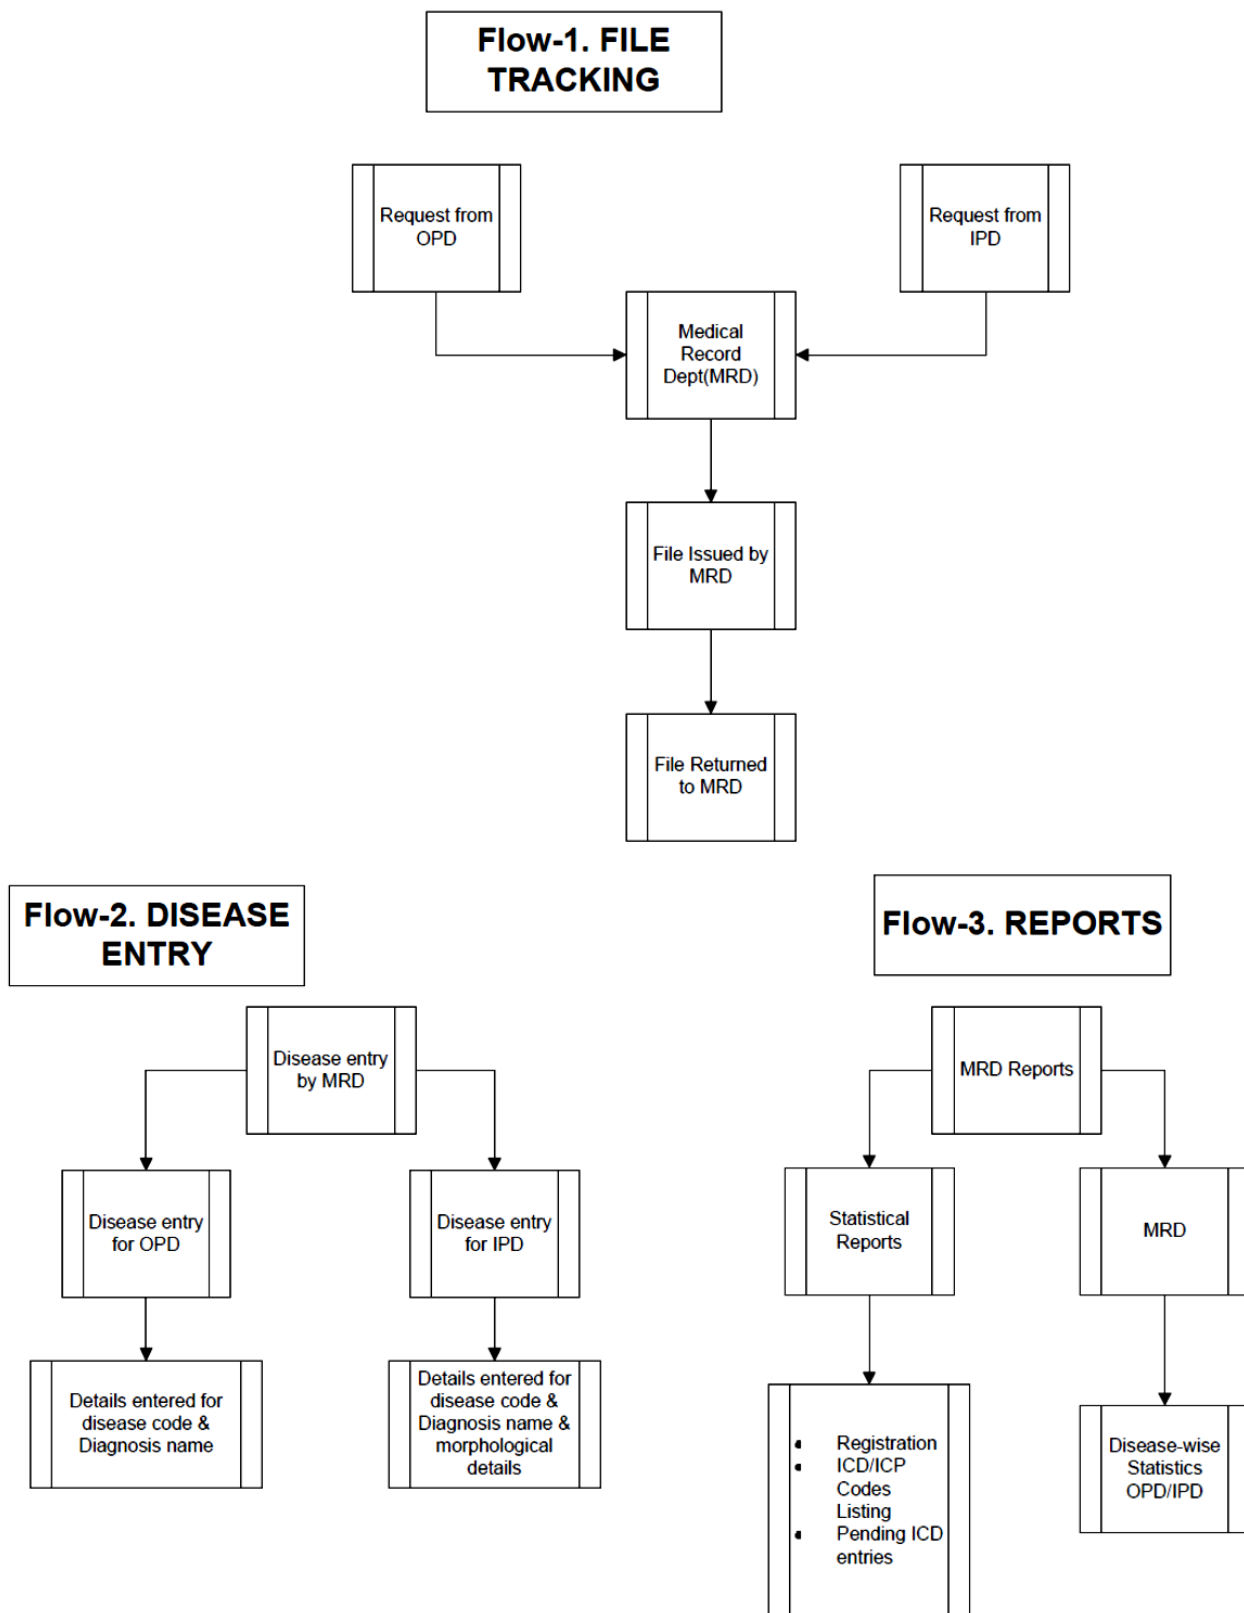 Flow-1. FILE
TRACKING
Request from
OPD
Request from
IPD
Medical
Record
Dept(MRD)
File Issued by
MRD
File Returned
to MRD
Flow-2. DISEASE
ENTRY
Disease entry
by MRD
Disease entry
for OPD
Disease entry
for IPD
Details entered for
disease code &
Diagnosis name
Details entered for
disease code &
Diagnosis name &
morphological
details
Flow-3. REPORTS
MRD Reports
Statistical
Reports
MRD
• Registration
• ICD/ICP
Codes
Listing
• Pending ICD
entries
Disease-wise
Statistics
OPD/IPD